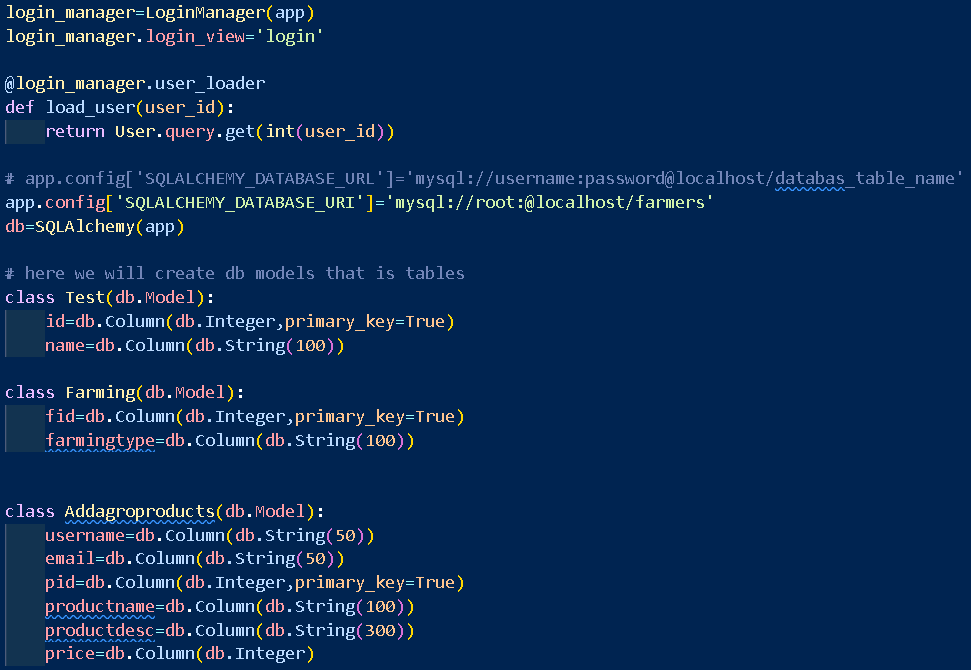 login_manager=LoginManager(app)
login_manager.login_view='login'
@login_manager.user_loader
def load_user(user_id):
return User.query.get(int(user_id))
# app.config['SQLALCHEMY_DATABASE_URL']='mysql://username:password@localhost/databas_table_name'
app.config['SQLALCHEMY_DATABASE_URI']='mysql://root:@localhost/farmers'
db=SQLAlchemy(app)
# here we will create db models that is tables
class Test(db.Model):
id=db.Column(db.Integer,primary_key=True)
name=db.Column(db.String(100))
class Farming(db.Model):
fid=db.Column(db.Integer,primary_key=True)
farmingtype=db.Column(db.String(100))
class Addagroproducts(db.Model):
username=db.Column(db.String(50))
email=db.Column(db.String(50))
pid=db.Column(db.Integer,primary_key=True)
productname=db.Column(db.String(100))
productdesc=db.Column(db.String(300))
price=db.Column(db.Integer)